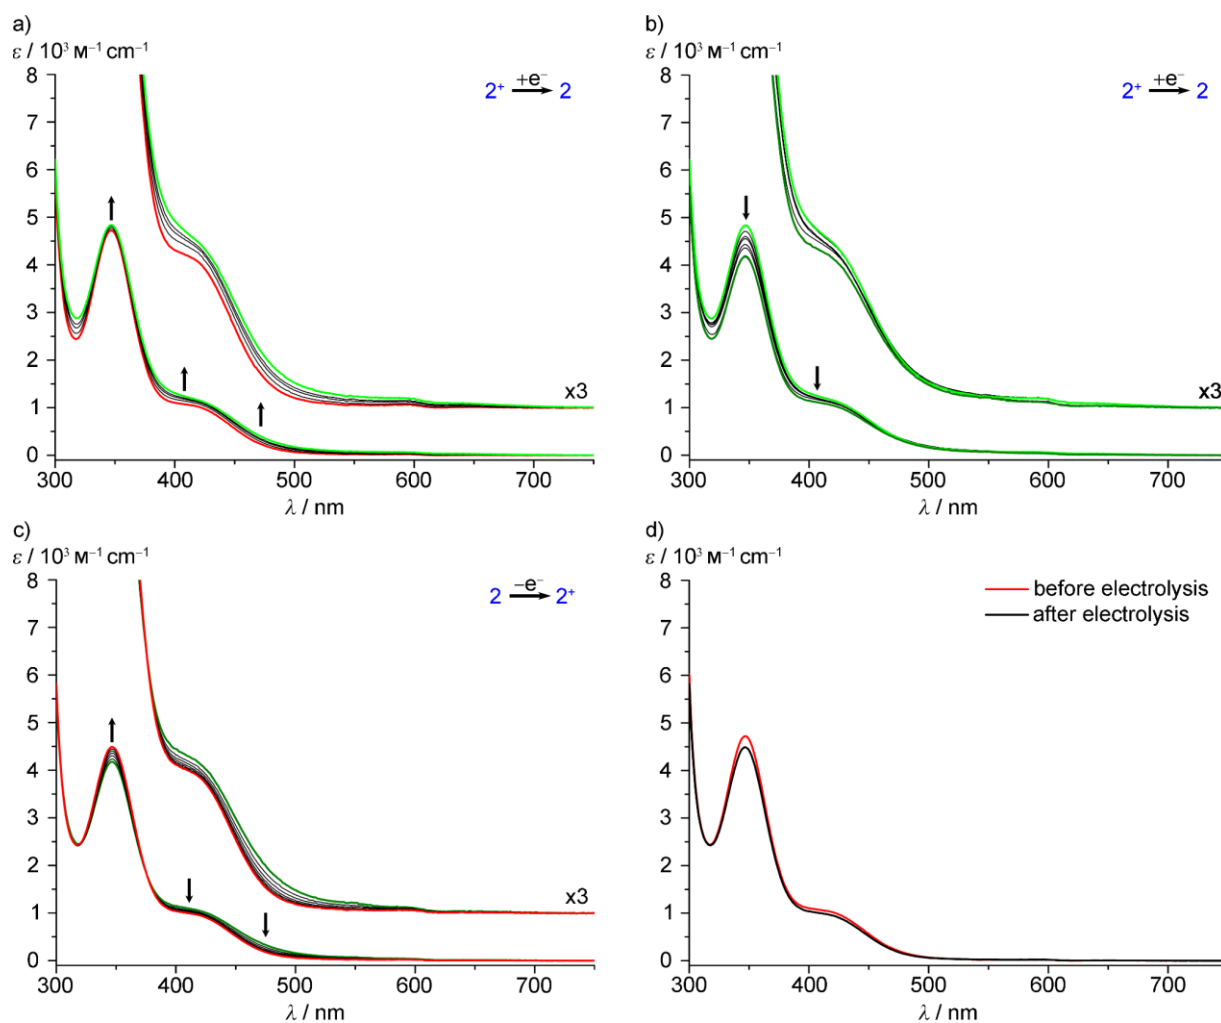 a)
ε / 10³ M⁻¹ cm⁻¹
8
7
6
5
4
3
2
1
0
2⁺ +e⁻ 2
x3
300 400 500 600 700
λ / nm
b)
ε / 10³ M⁻¹ cm⁻¹
8
7
6
5
4
3
2
1
0
2⁺ +e⁻ 2
x3
300 400 500 600 700
λ / nm
c)
ε / 10³ M⁻¹ cm⁻¹
8
7
6
5
4
3
2
1
0
2 −e⁻ 2⁺
x3
300 400 500 600 700
λ / nm
d)
ε / 10³ M⁻¹ cm⁻¹
8
7
6
5
4
3
2
1
0
before electrolysis
after electrolysis
300 400 500 600 700
λ / nm